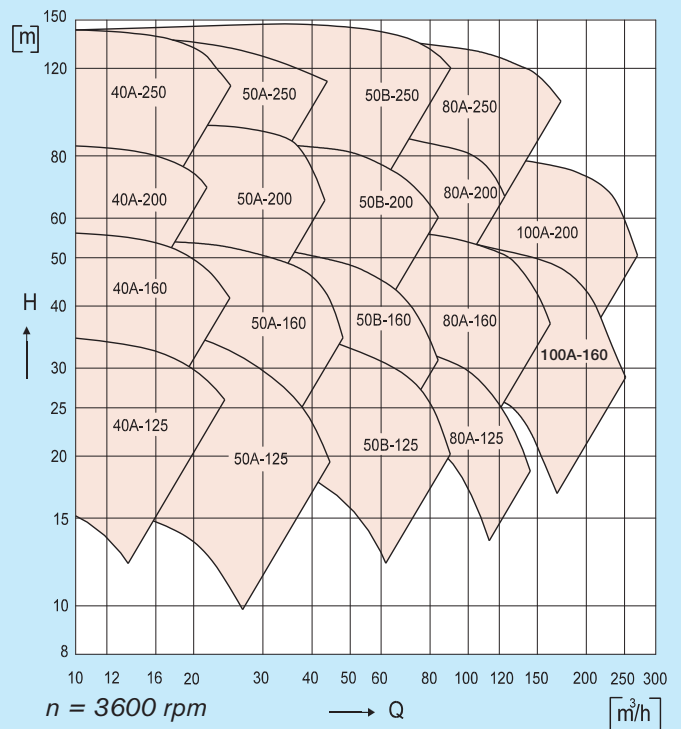 150
[m]
120
40A-250
50A-250
50B-250
80A-250
80
40A-200
50A-200
50B-200
80A-200
60
100A-200
50
40A-160
H
40
50A-160
50B-160
80A-160
100A-160
30
25
40A-125
50A-125
50B-125
80A-125
20
15
10
8
10 12 16 20 30 40 50 60 80 100 120 150 200 250 300
n = 3600 rpm Q [m³/h]